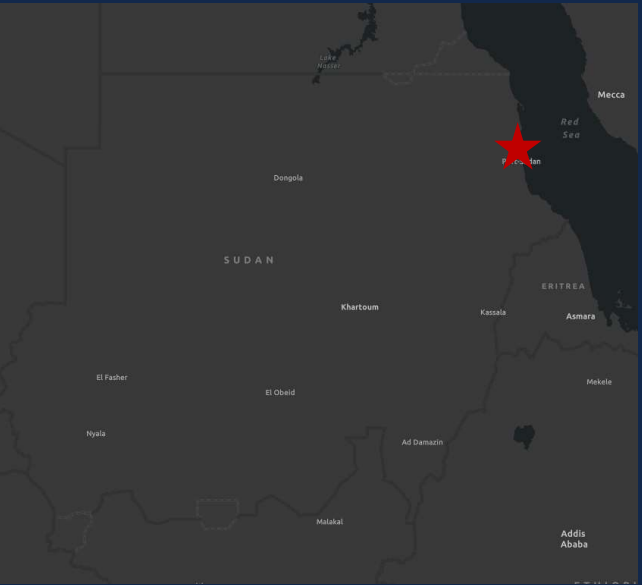 Lake
Nasser
Mecca
Red
Sea
Dongola
SUDAN
ERITREA
Khartoum
Kassala
Asmara
El Fasher
Mekele
El Obeid
Nyala
Ad Damazin
Malakal
Addis
Ababa